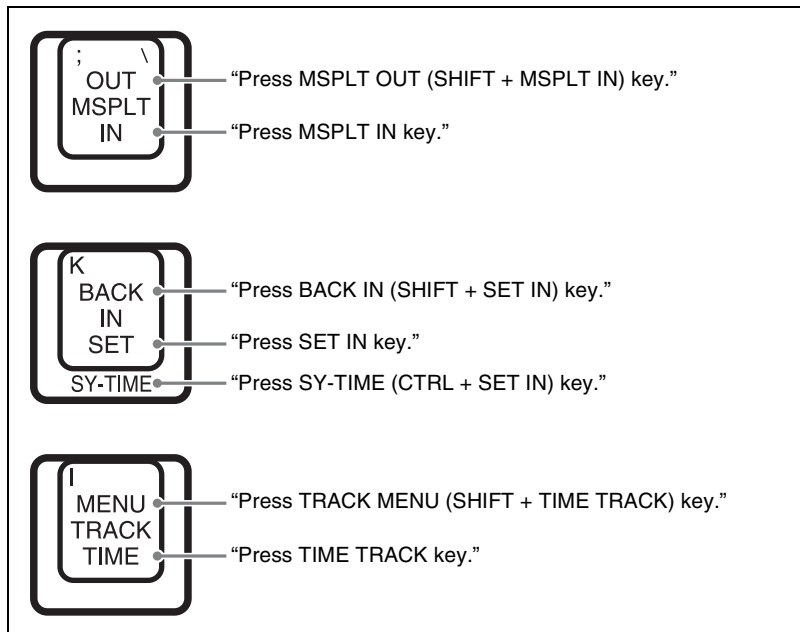 ; \
OUT
MSPLT
IN
“Press MSPLT OUT (SHIFT + MSPLT IN) key.”
“Press MSPLT IN key.”
K
BACK
IN
SET
SY-TIME
“Press BACK IN (SHIFT + SET IN) key.”
“Press SET IN key.”
“Press SY-TIME (CTRL + SET IN) key.”
I
MENU
TRACK
TIME
“Press TRACK MENU (SHIFT + TIME TRACK) key.”
“Press TIME TRACK key.”